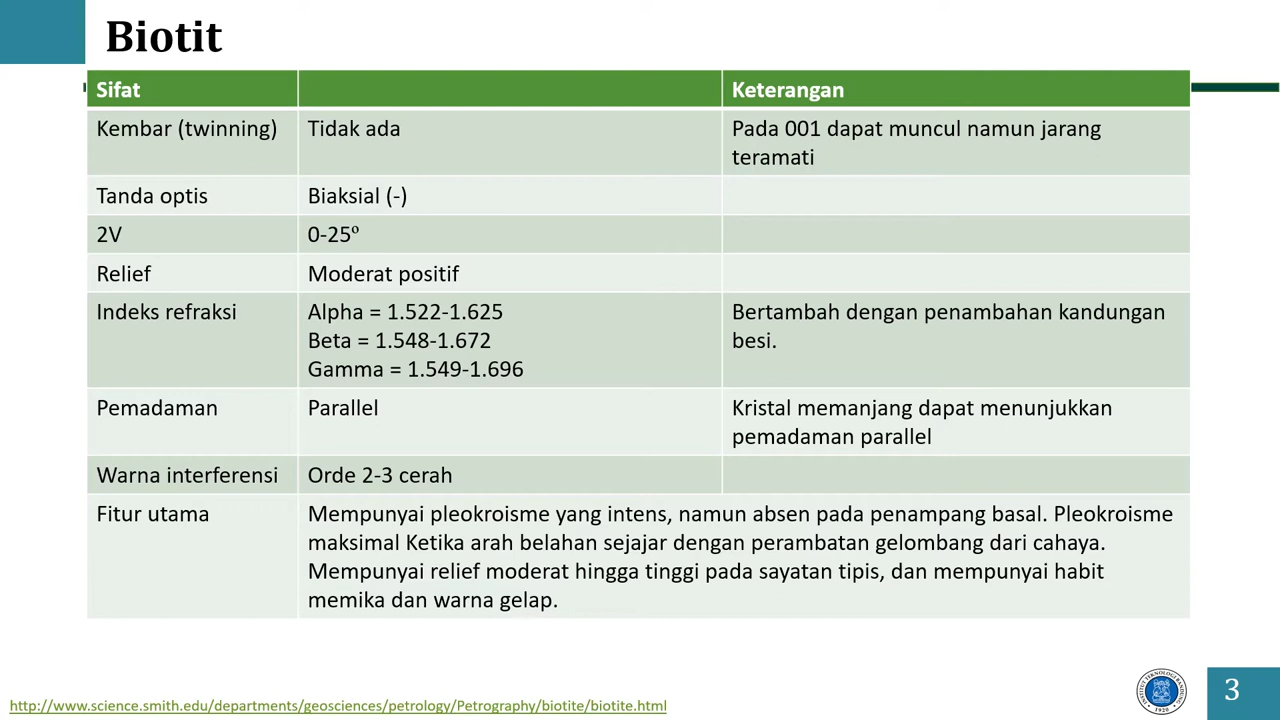 Biotit
Sifat Keterangan
Kembar (twinning) Tidak ada Pada 001 dapat muncul namun jarang
teramati
Tanda optis Biaksial (-)
2V 0-25º
Relief Moderat positif
Indeks refraksi Alpha = 1.522-1.625 Bertambah dengan penambahan kandungan
Beta = 1.548-1.672 besi.
Gamma = 1.549-1.696
Pemadaman Parallel Kristal memanjang dapat menunjukkan
pemadaman parallel
Warna interferensi Orde 2-3 cerah
Fitur utama Mempunyai pleokroisme yang intens, namun absen pada penampang basal. Pleokroisme
maksimal Ketika arah belahan sejajar dengan perambatan gelombang dari cahaya.
Mempunyai relief moderat hingga tinggi pada sayatan tipis, dan mempunyai habit
memika dan warna gelap.
http://www.science.smith.edu/departments/geosciences/petrology/Petrography/biotite/biotite.html
INSTITUT TEKNOLOGI BANDUNG
1920
3